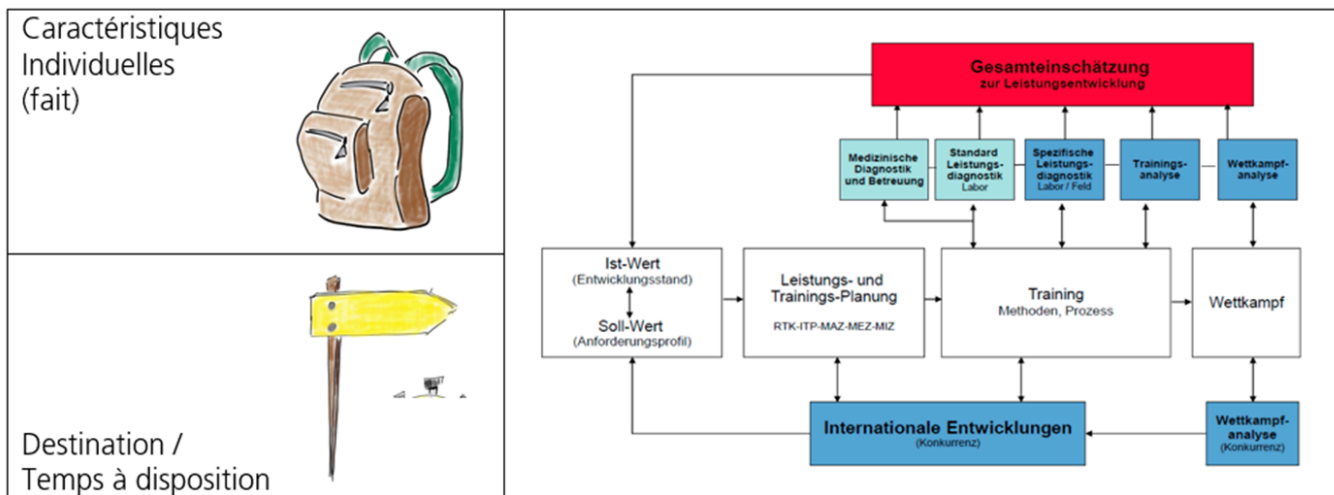 Caractéristiques
Individuelles
(fait)
Destination /
Temps à disposition
Gesamteinschätzung
zur Leistungsentwicklung
Medizinische
Diagnostik
und Betreuung
Standard
Leistungs-
diagnostik
Labor
Spezifische
Leistungs-
diagnostik
Labor / Feld
Trainings-
analyse
Wettkampf-
analyse
Ist-Wert
(Entwicklungsstand)
Soll-Wert
(Anforderungsprofil)
Leistungs- und
Trainings-Planung
RTK-ITP-MAZ-MEZ-MIZ
Training
Methoden, Prozess
Wettkampf
Internationale Entwicklungen
(Konkurrenz)
Wettkampf-
analyse
(Konkurrenz)